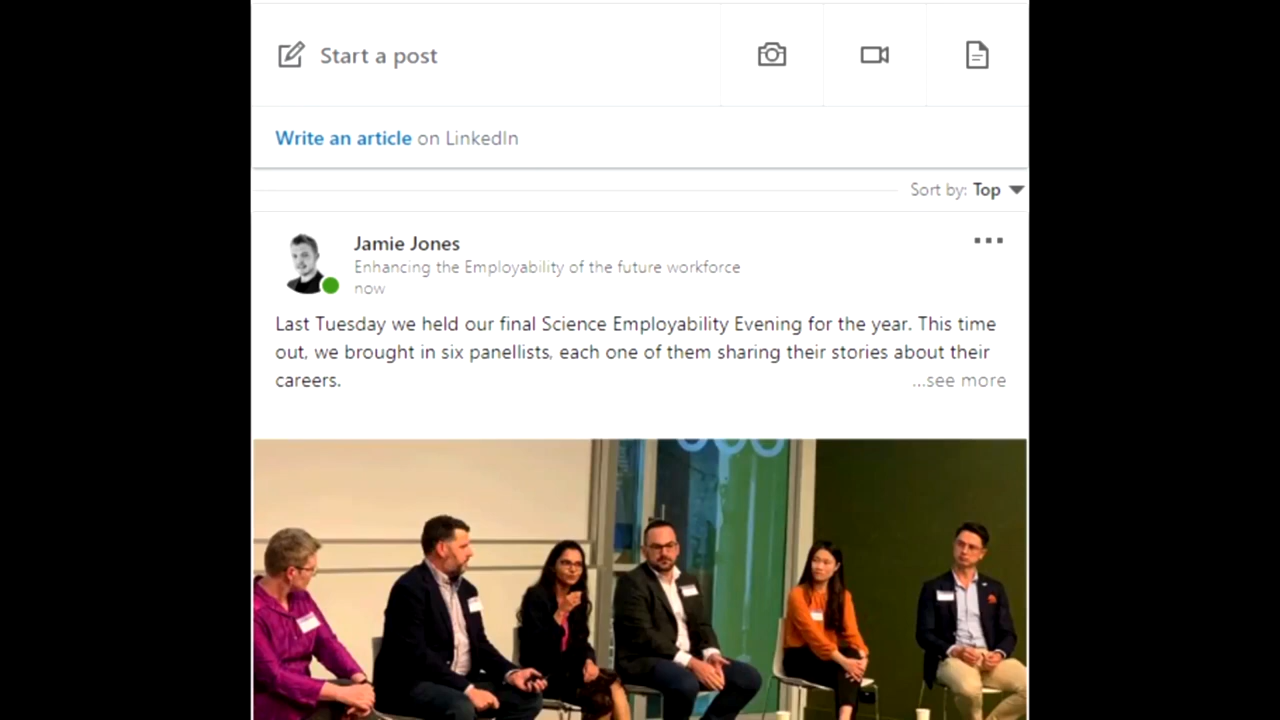 Start a post
Write an article on LinkedIn
Sort by: Top
Jamie Jones
Enhancing the Employability of the future workforce
now
Last Tuesday we held our final Science Employability Evening for the year. This time
out, we brought in six panellists, each one of them sharing their stories about their
careers.
...see more